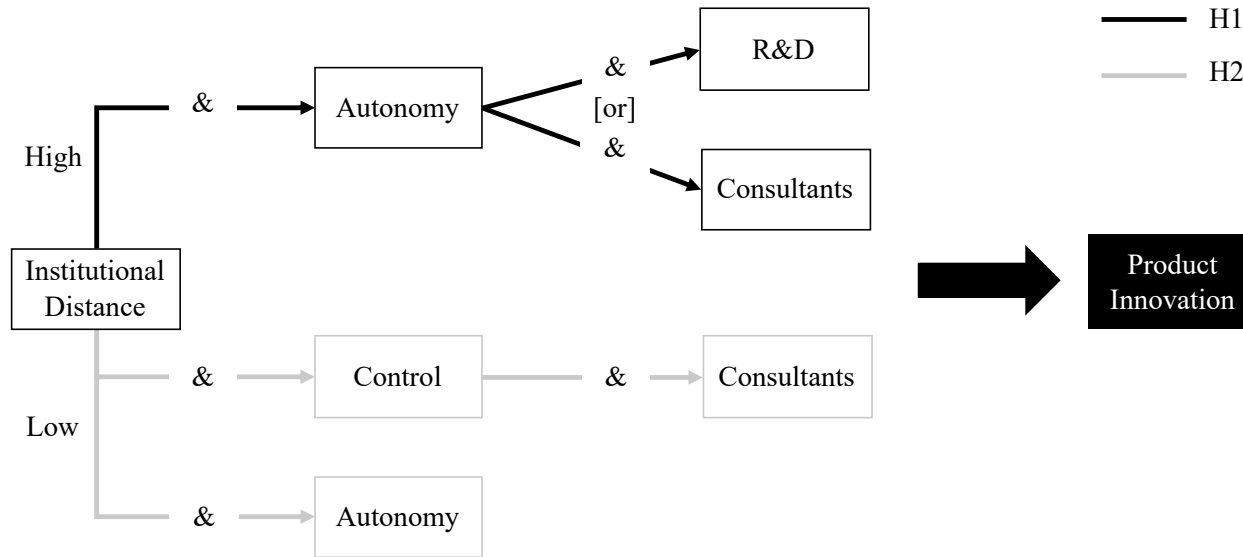 H1
H2
R&D
&
&
Autonomy
[or]
&
High
Consultants
Institutional
Distance
Product
Innovation
&
Control
&
Consultants
Low
&
Autonomy